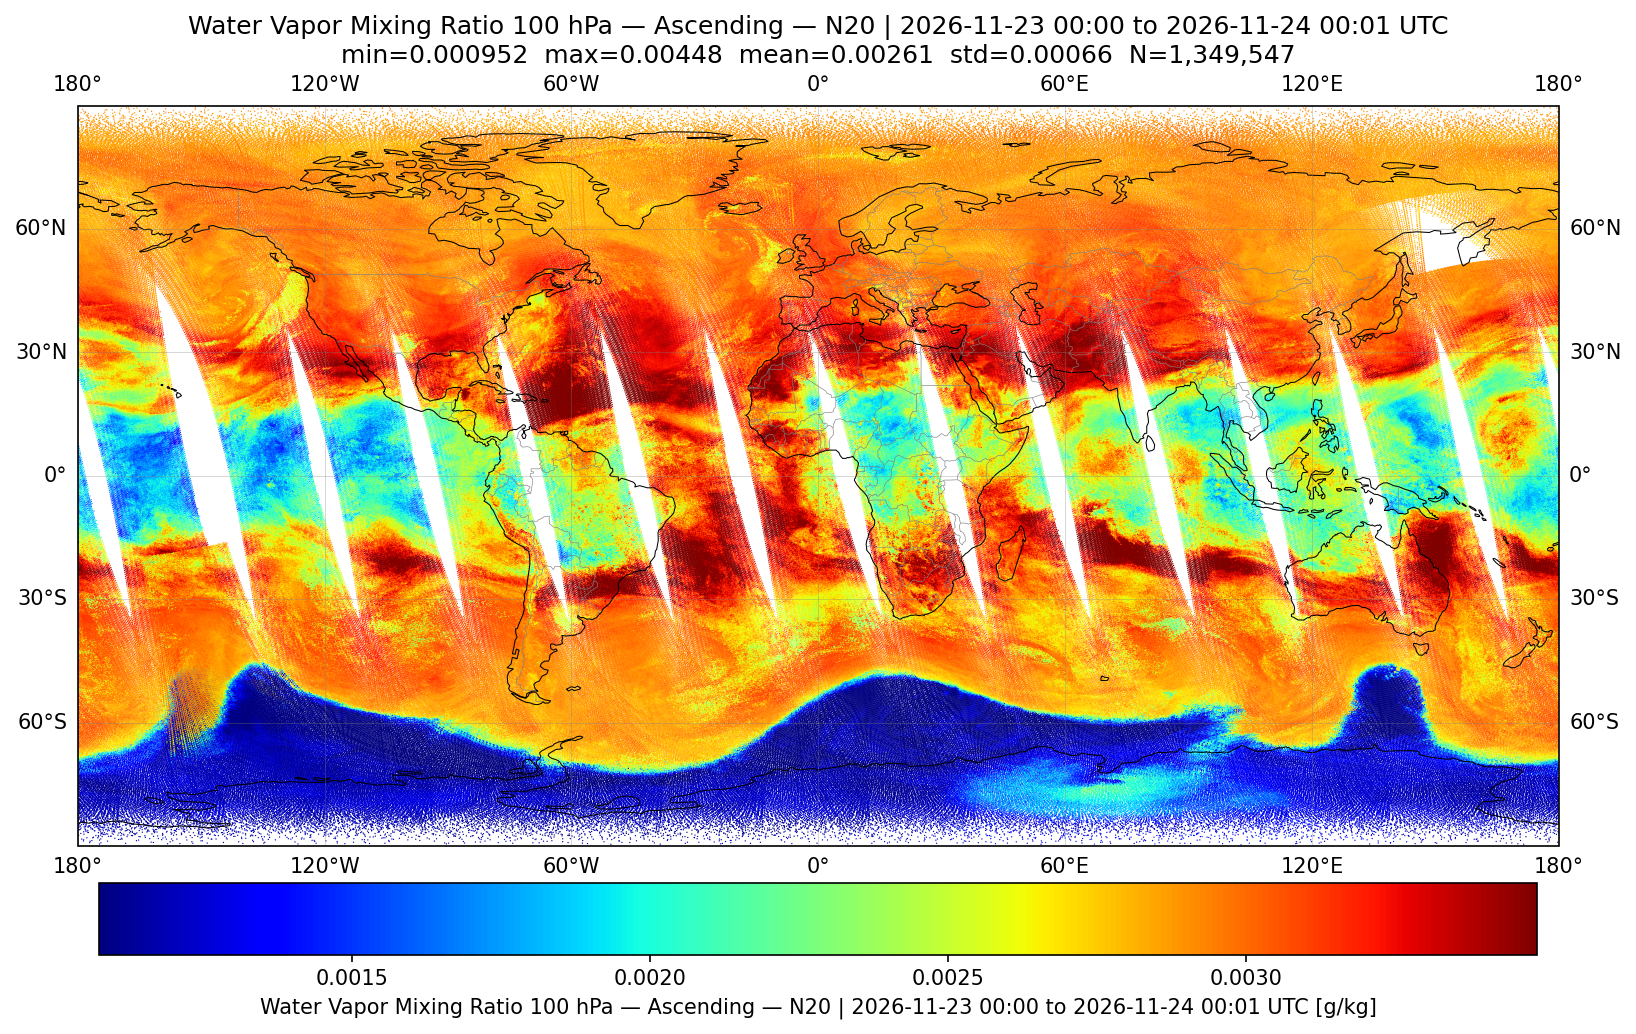 Water Vapor Mixing Ratio 100 hPa — Ascending — N20 | 2026-11-23 00:00 to 2026-11-24 00:01 UTC
min=0.000952 max=0.00448 mean=0.00261 std=0.00066 N=1,349,547
180° 120°W 60°W 0° 60°E 120°E 180°
60°N 60°N
30°N 30°N
0° 0°
30°S 30°S
60°S 60°S
180° 120°W 60°W 0° 60°E 120°E 180°
0.0015 0.0020 0.0025 0.0030
Water Vapor Mixing Ratio 100 hPa — Ascending — N20 | 2026-11-23 00:00 to 2026-11-24 00:01 UTC [g/kg]